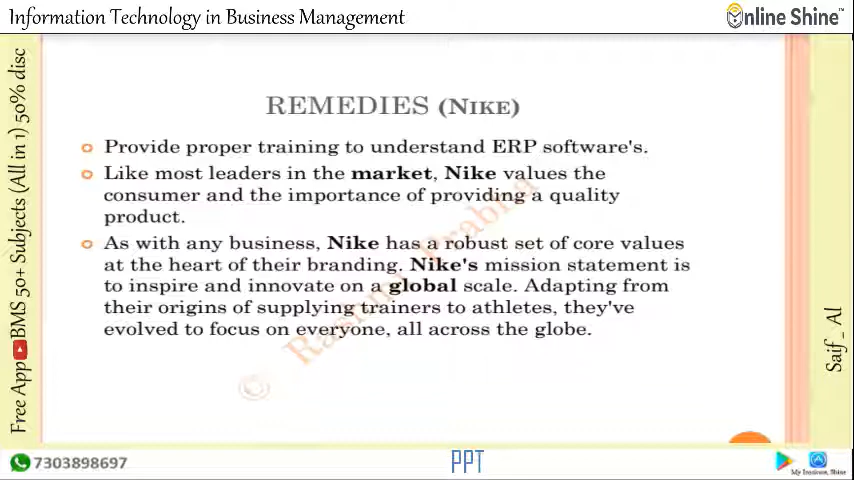 Information Technology in Business Management
Online Shine™
REMEDIES (NIKE)
Provide proper training to understand ERP software's.
Like most leaders in the market, Nike values the
consumer and the importance of providing a quality
product.
As with any business, Nike has a robust set of core values
at the heart of their branding. Nike's mission statement is
to inspire and innovate on a global scale. Adapting from
their origins of supplying trainers to athletes, they've
evolved to focus on everyone, all across the globe.
© Rashmi Prabha
Free App BMS 50+ Subjects (All in 1) 50% disc
Saif_Al
7303898697
PPT
My Institute, Shine